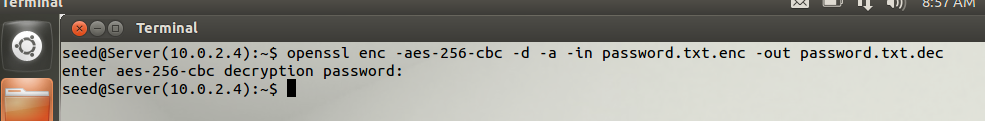 Terminal
8:57 AM
Terminal
seed@Server(10.0.2.4):~$ openssl enc -aes-256-cbc -d -a -in password.txt.enc -out password.txt.dec
enter aes-256-cbc decryption password:
seed@Server(10.0.2.4):~$